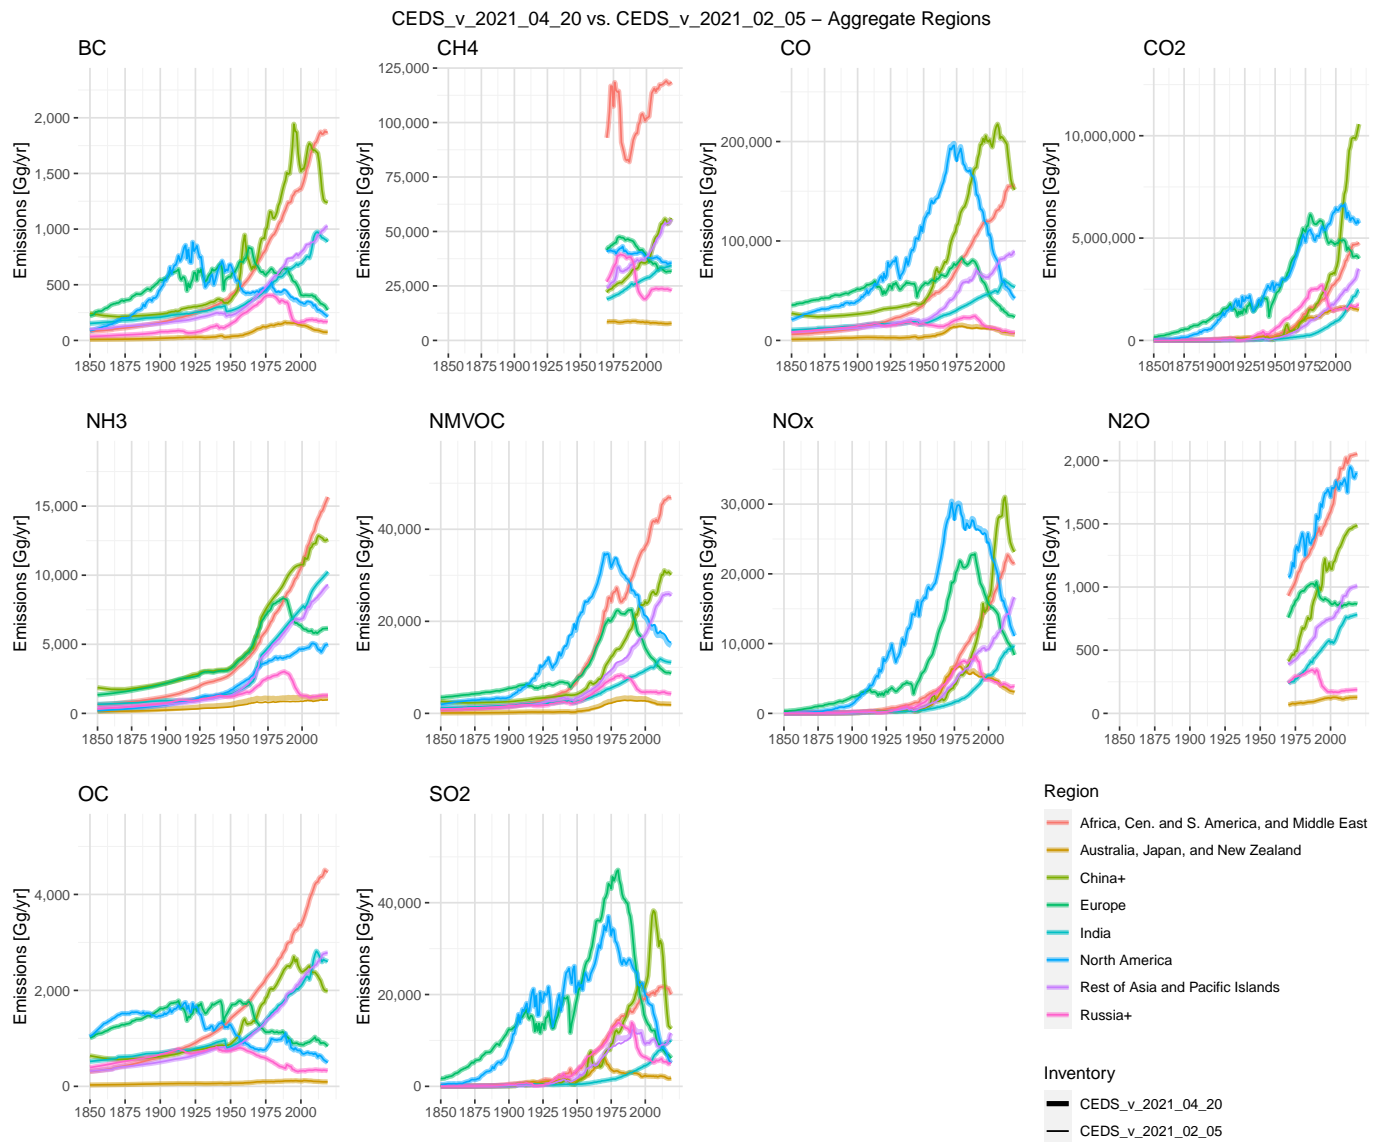 CEDS_v_2021_04_20 vs. CEDS_v_2021_02_05 − Aggregate Regions
BC
CH4
CO
CO2
Emissions [Gg/yr]
2,000
1,500
1,000
500
0
1850 1875 1900 1925 1950 1975 2000
Emissions [Gg/yr]
125,000
100,000
75,000
50,000
25,000
0
1850 1875 1900 1925 1950 1975 2000
Emissions [Gg/yr]
200,000
100,000
0
1850 1875 1900 1925 1950 1975 2000
Emissions [Gg/yr]
10,000,000
5,000,000
0
1850 1875 1900 1925 1950 1975 2000
NH3
NMVOC
NOx
N2O
Emissions [Gg/yr]
15,000
10,000
5,000
0
1850 1875 1900 1925 1950 1975 2000
Emissions [Gg/yr]
40,000
20,000
0
1850 1875 1900 1925 1950 1975 2000
Emissions [Gg/yr]
30,000
20,000
10,000
0
1850 1875 1900 1925 1950 1975 2000
Emissions [Gg/yr]
2,000
1,500
1,000
500
0
1850 1875 1900 1925 1950 1975 2000
OC
SO2
Emissions [Gg/yr]
4,000
2,000
0
1850 1875 1900 1925 1950 1975 2000
Emissions [Gg/yr]
40,000
20,000
0
1850 1875 1900 1925 1950 1975 2000
Region
Africa, Cen. and S. America, and Middle East
Australia, Japan, and New Zealand
China+
Europe
India
North America
Rest of Asia and Pacific Islands
Russia+
Inventory
CEDS_v_2021_04_20
CEDS_v_2021_02_05